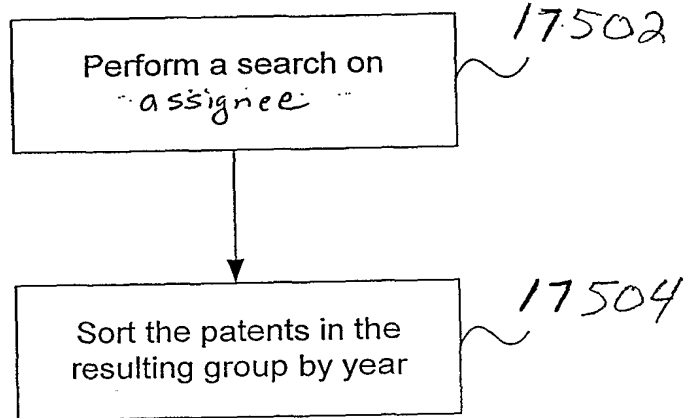 17502
Perform a search on
assignee
17504
Sort the patents in the
resulting group by year